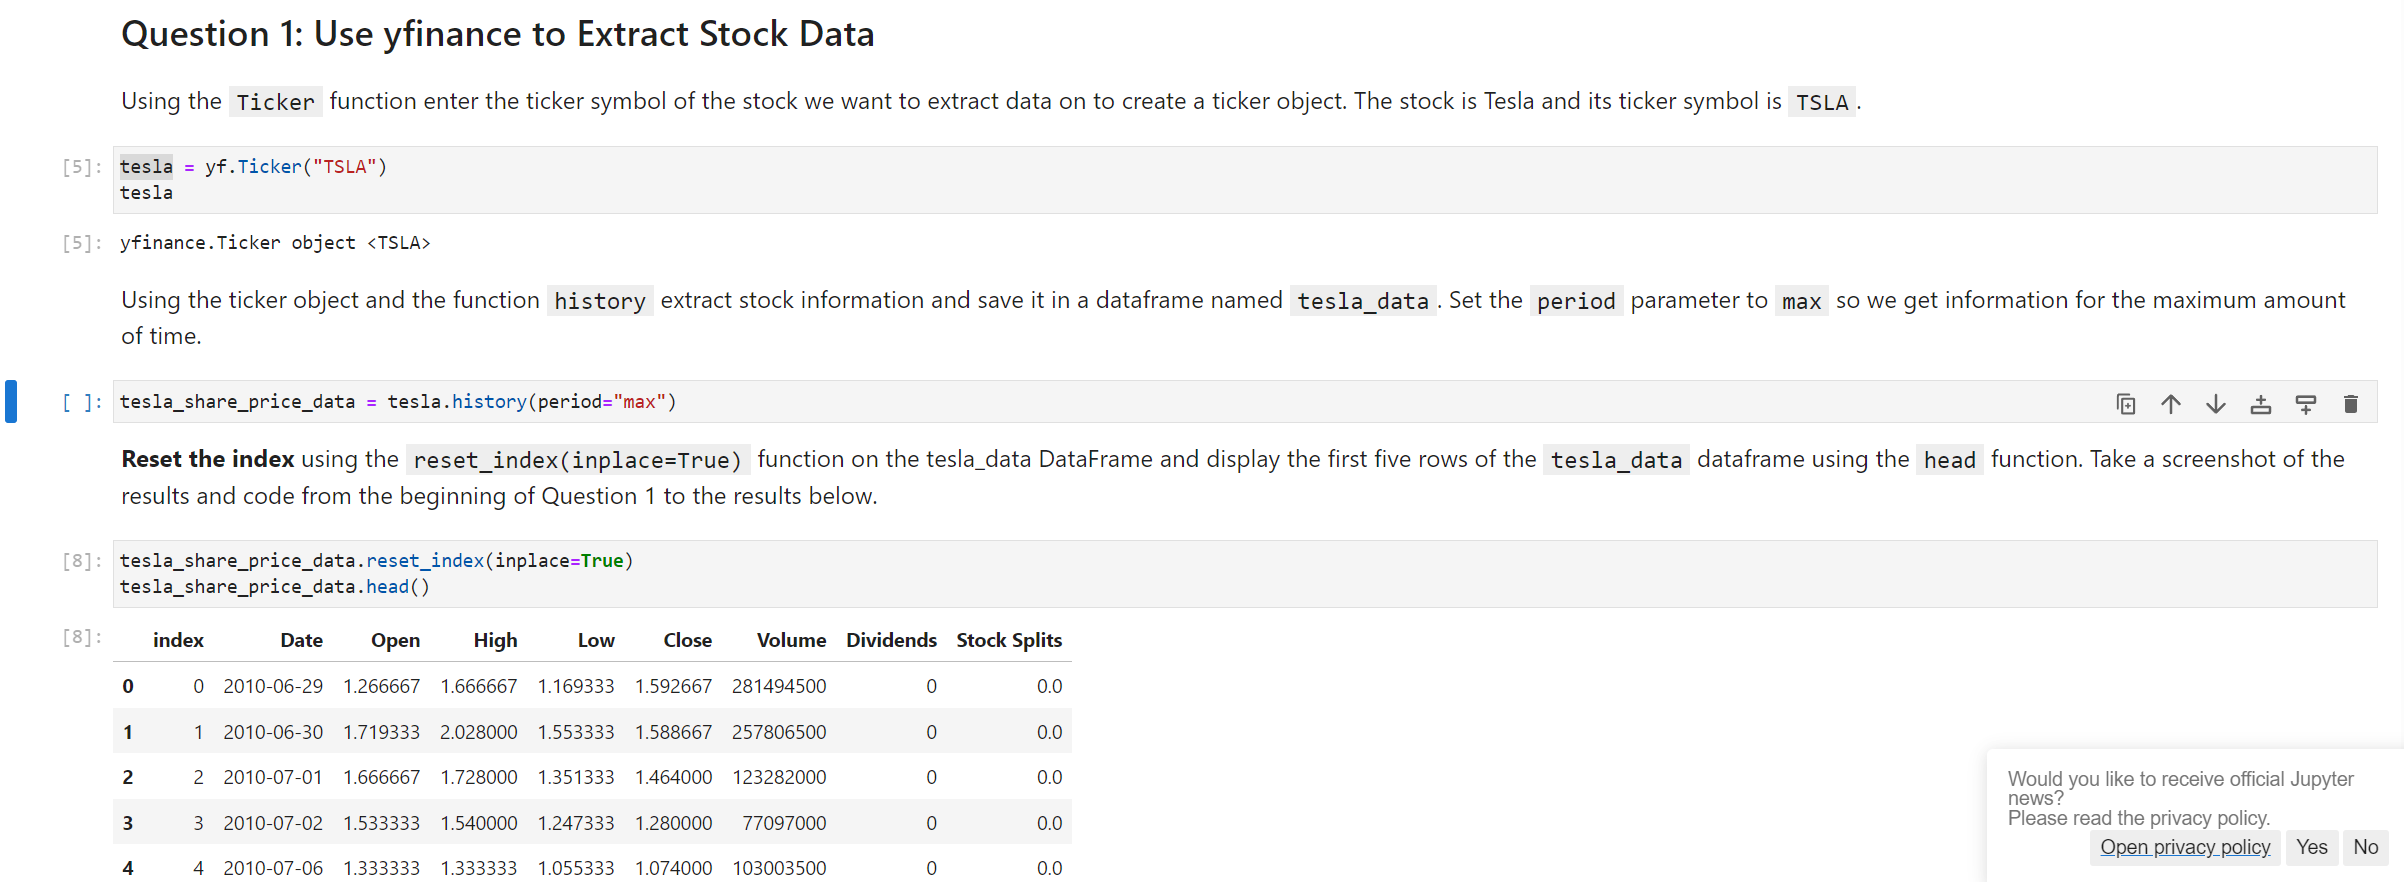 Question 1: Use yfinance to Extract Stock Data
Using the Ticker function enter the ticker symbol of the stock we want to extract data on to create a ticker object. The stock is Tesla and its ticker symbol is TSLA.
[5]: tesla = yf.Ticker("TSLA")
tesla
[5]: yfinance.Ticker object <TSLA>
Using the ticker object and the function history extract stock information and save it in a dataframe named tesla_data. Set the period parameter to max so we get information for the maximum amount
of time.
[ ]: tesla_share_price_data = tesla.history(period="max")
Reset the index using the reset_index(inplace=True) function on the tesla_data DataFrame and display the first five rows of the tesla_data dataframe using the head function. Take a screenshot of the
results and code from the beginning of Question 1 to the results below.
[8]: tesla_share_price_data.reset_index(inplace=True)
tesla_share_price_data.head()
[8]: index Date Open High Low Close Volume Dividends Stock Splits
0 0 2010-06-29 1.266667 1.666667 1.169333 1.592667 281494500 0 0.0
1 1 2010-06-30 1.719333 2.028000 1.553333 1.588667 257806500 0 0.0
2 2 2010-07-01 1.666667 1.728000 1.351333 1.464000 123282000 0 0.0
3 3 2010-07-02 1.533333 1.540000 1.247333 1.280000 77097000 0 0.0
4 4 2010-07-06 1.333333 1.333333 1.055333 1.074000 103003500 0 0.0
Would you like to receive official Jupyter
news?
Please read the privacy policy.
Open privacy policy Yes No